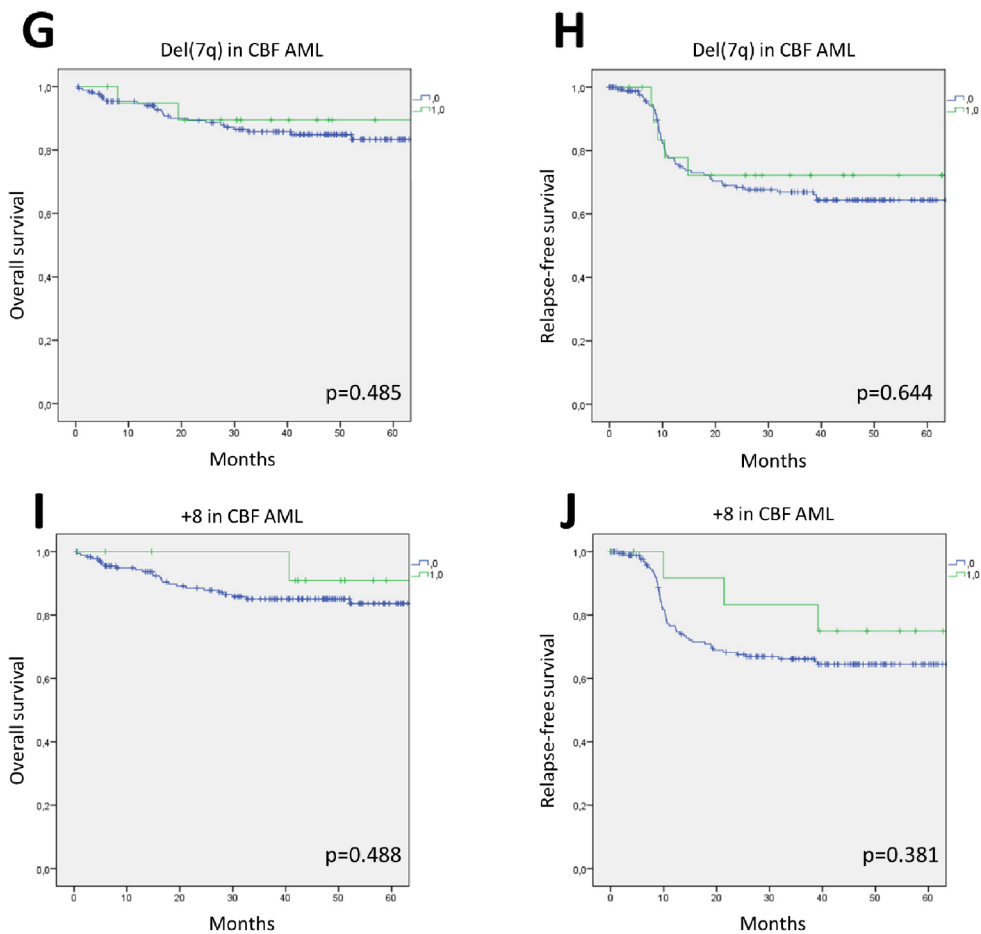 G
Del(7q) in CBF AML
Overall survival
1,0
0,8
0,6
0,4
0,2
0,0
,0
1,0
p=0.485
0 10 20 30 40 50 60
Months
H
Del(7q) in CBF AML
Relapse-free survival
1,0
0,8
0,6
0,4
0,2
0,0
,0
1,0
p=0.644
0 10 20 30 40 50 60
Months
I
+8 in CBF AML
Overall survival
1,0
0,8
0,6
0,4
0,2
0,0
,0
1,0
p=0.488
0 10 20 30 40 50 60
Months
J
+8 in CBF AML
Relapse-free survival
1,0
0,8
0,6
0,4
0,2
0,0
,0
1,0
p=0.381
0 10 20 30 40 50 60
Months